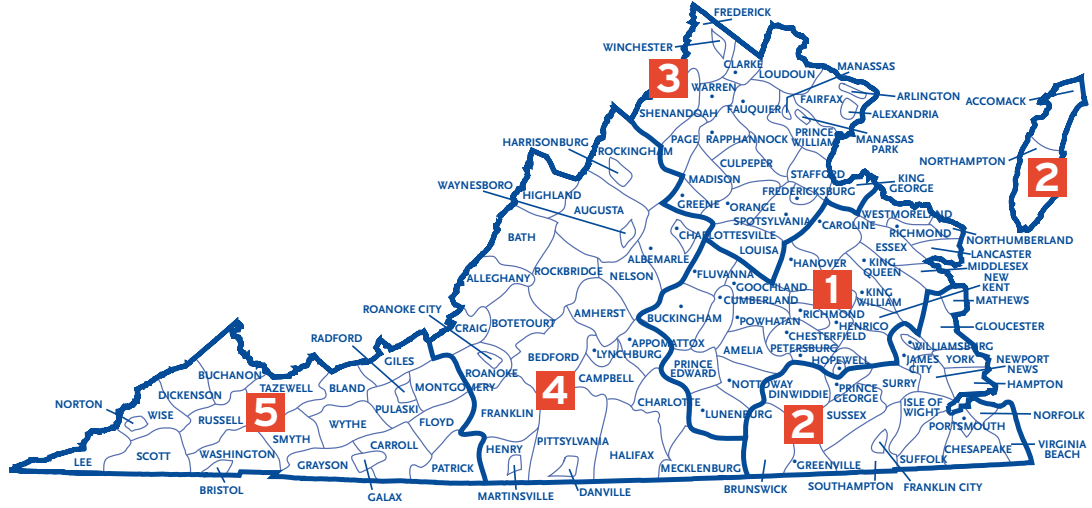 FREDERICK
WINCHESTER
CLARKE
LOUDOUN
MANASSAS
3
WARREN
ARLINGTON
ACCOMACK
FAIRFAX
FAUQUIER
SHENANDOAH
ALEXANDRIA
PRINCE
WILLIAM
MANASSAS
PARK
PAGE
RAPPHANNOCK
HARRISONBURG
ROCKINGHAM
CULPEPER
NORTHAMPTON
2
STAFFORD
MADISON
KING
GEORGE
WAYNESBORO
HIGHLAND
FREDERICKSBURG
GREENE
ORANGE
AUGUSTA
WESTMORELAND
SPOTSYLVANIA
CAROLINE
RICHMOND
BATH
CHARLOTTESVILLE
NORTHUMBERLAND
LOUISA
ESSEX
LANCASTER
ALBEMARLE
HANOVER
KING
QUEEN
MIDDLESEX
ROCKBRIDGE
NELSON
FLUVANNA
ALLEGHANY
NEW
KENT
GOOCHLAND
1
KING
WILLIAM
CUMBERLAND
MATHEWS
ROANOKE CITY
AMHERST
BUCKINGHAM
RICHMOND
POWHATAN
HENRICO
GLOUCESTER
CRAIG
BOTETOURT
CHESTERFIELD
RADFORD
APPOMATTOX
PETERSBURG
WILLIAMSBURG
AMELIA
LYNCHBURG
BEDFORD
HOPEWELL
JAMES
CITY
YORK
NEWPORT
NEWS
GILES
PRINCE
EDWARD
ROANOKE
BUCHANON
CAMPBELL
NOTTOWAY
SURRY
HAMPTON
TAZEWELL
BLAND
MONTGOMERY
4
DINWIDDIE
PRINCE
GEORGE
DICKENSON
NORTON
PULASKI
CHARLOTTE
ISLE OF
WIGHT
WISE
5
FRANKLIN
LUNENBURG
SUSSEX
NORFOLK
RUSSELL
WYTHE
FLOYD
2
PORTSMOUTH
SMYTH
PITTSYLVANIA
CARROLL
HENRY
CHESAPEAKE
VIRGINIA
BEACH
SCOTT
WASHINGTON
HALIFAX
SUFFOLK
LEE
GRAYSON
PATRICK
MECKLENBURG
GREENVILLE
BRISTOL
GALAX
MARTINSVILLE
DANVILLE
BRUNSWICK
SOUTHAMPTON
FRANKLIN CITY